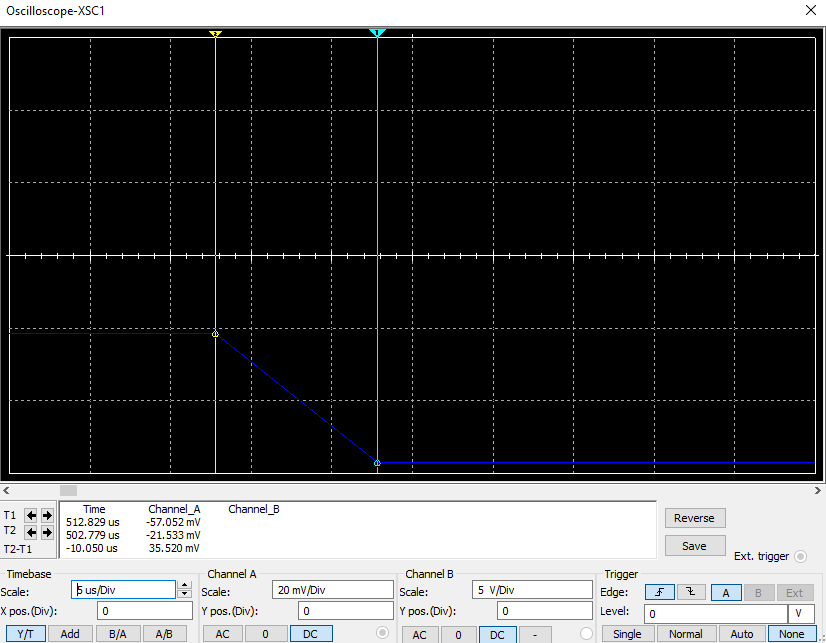 Oscilloscope-XSC1
2 1
Time Channel_A Channel_B
T1 512.829 us -57.052 mV
T2 502.779 us -21.533 mV
T2-T1 -10.050 us 35.520 mV
Reverse
Save
Ext. trigger
Timebase Channel A Channel B Trigger
Scale: 5 us/Div Scale: 20 mV/Div Scale: 5 V/Div Edge: A B Ext
X pos.(Div): 0 Y pos.(Div): 0 Y pos.(Div): 0 Level: 0 V
Y/T Add B/A A/B AC 0 DC AC 0 DC - Single Normal Auto None